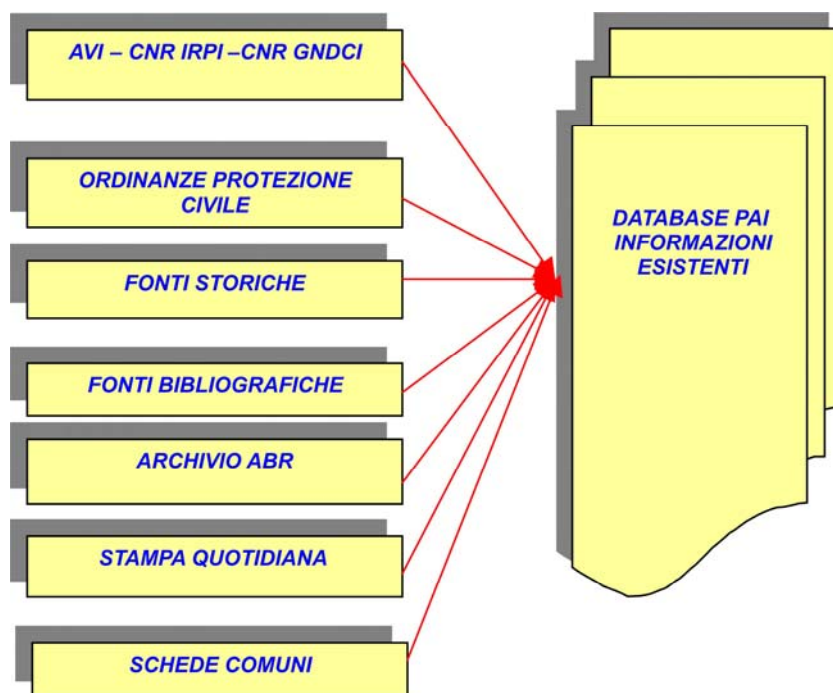 AVI – CNR IRPI –CNR GNDCI
ORDINANZE PROTEZIONE
CIVILE
FONTI STORICHE
FONTI BIBLIOGRAFICHE
ARCHIVIO ABR
STAMPA QUOTIDIANA
SCHEDE COMUNI
DATABASE PAI
INFORMAZIONI
ESISTENTI